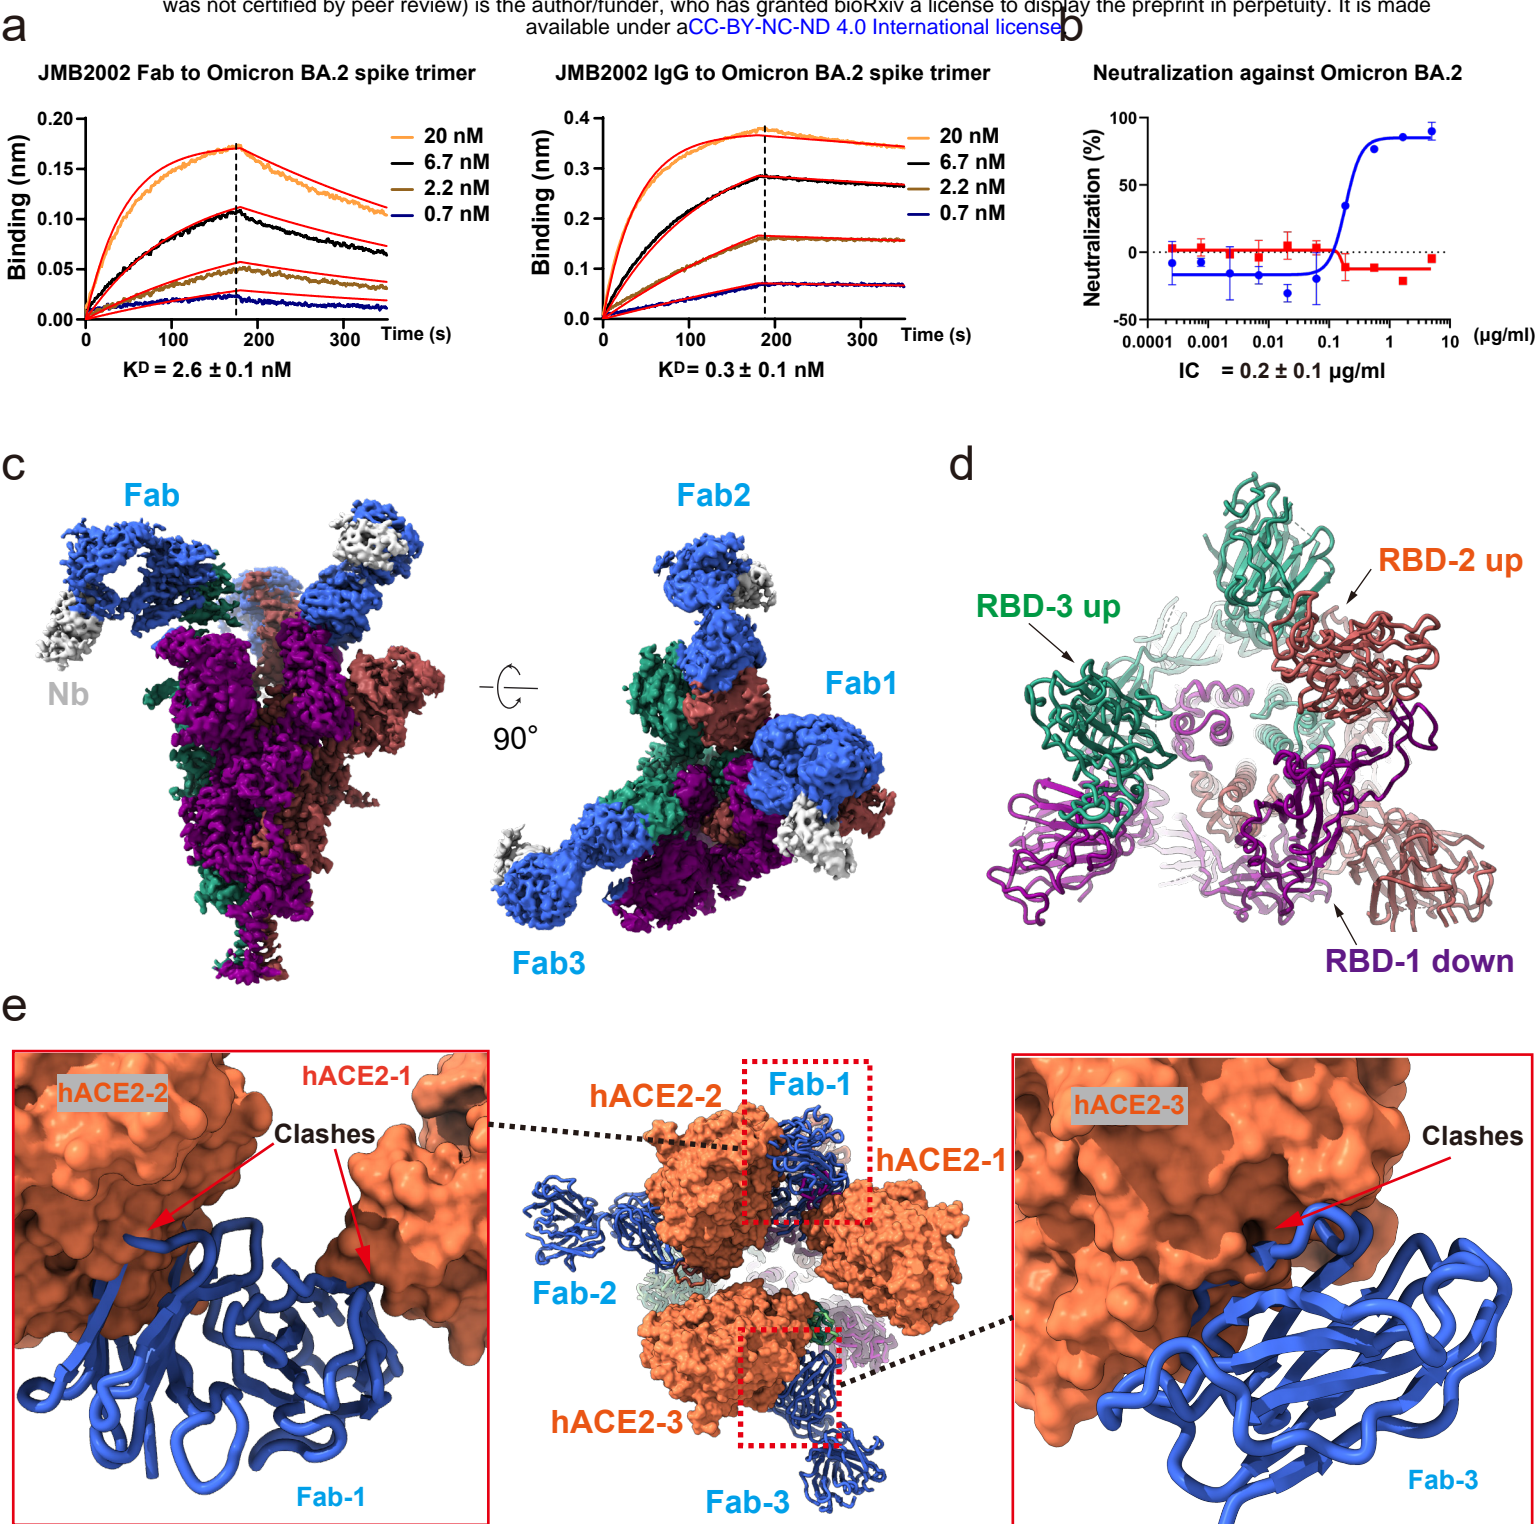 was not certified by peer review) is the author/funder, who has granted bioRxiv a license to display the preprint in perpetuity. It is made
available under aCC-BY-NC-ND 4.0 International license.
a
JMB2002 Fab to Omicron BA.2 spike trimer
Binding (nm)
0.20
0.15
0.10
0.05
0.00
0
100
200
300
Time (s)
20 nM
6.7 nM
2.2 nM
0.7 nM
KD = 2.6 ± 0.1 nM
JMB2002 IgG to Omicron BA.2 spike trimer
Binding (nm)
0.4
0.3
0.2
0.1
0.0
0
100
200
300
Time (s)
20 nM
6.7 nM
2.2 nM
0.7 nM
KD = 0.3 ± 0.1 nM
b
Neutralization against Omicron BA.2
Neutralization (%)
100
50
0
-50
0.0001
0.001
0.01
0.1
1
10
(µg/ml)
IC = 0.2 ± 0.1 µg/ml
c
Fab
Nb
90°
Fab2
Fab1
Fab3
d
RBD-2 up
RBD-3 up
RBD-1 down
e
hACE2-2
hACE2-1
Clashes
Fab-1
hACE2-2
Fab-1
hACE2-1
Fab-2
hACE2-3
Fab-3
hACE2-3
Clashes
Fab-3